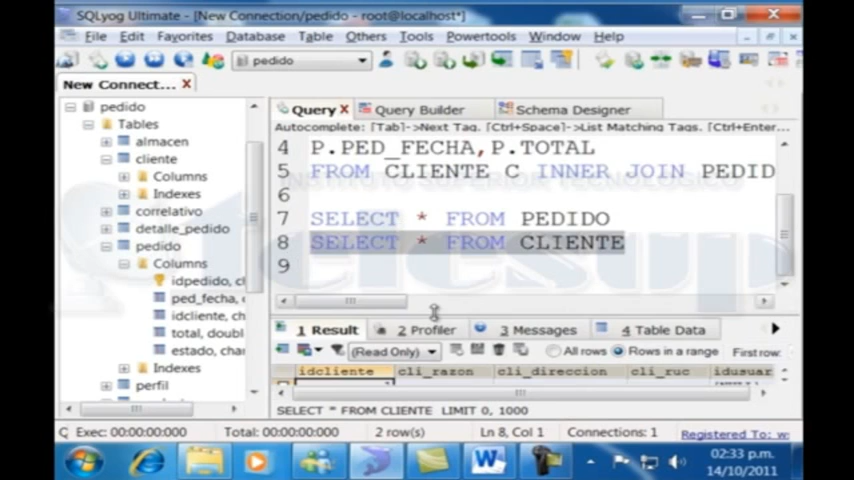 SQLyog Ultimate - [New Connection/pedido - root@localhost*]
File Edit Favorites Database Table Others Tools Powertools Window Help
pedido
New Connect... X
pedido
Tables
almacen
cliente
Columns
Indexes
correlativo
detalle_pedido
pedido
Columns
idpedido, c
ped_fecha, c
idcliente, ch
total, doubl
estado, cha
Indexes
perfil
Query X Query Builder Schema Designer
Autocomplete: [Tab]->Next Tag. [Ctrl+Space]->List Matching Tags. [Ctrl+Enter...
4 P.PED_FECHA,P.TOTAL
5 FROM CLIENTE C INNER JOIN PEDID
INSTITUTO SUPERIOR TECNOLOGICO
6
7 SELECT * FROM PEDIDO
8 SELECT * FROM CLIENTE
9
1 Result 2 Profiler 3 Messages 4 Table Data
(Read Only) All rows Rows in a range First row:
idcliente cli_razon cli_direccion cli_ruc idusuar
SELECT * FROM CLIENTE LIMIT 0, 1000
Exec: 00:00:00:000 Total: 00:00:00:000 2 row(s) Ln 8, Col 1 Connections: 1 Registered To: w
02:33 p.m.
14/10/2011